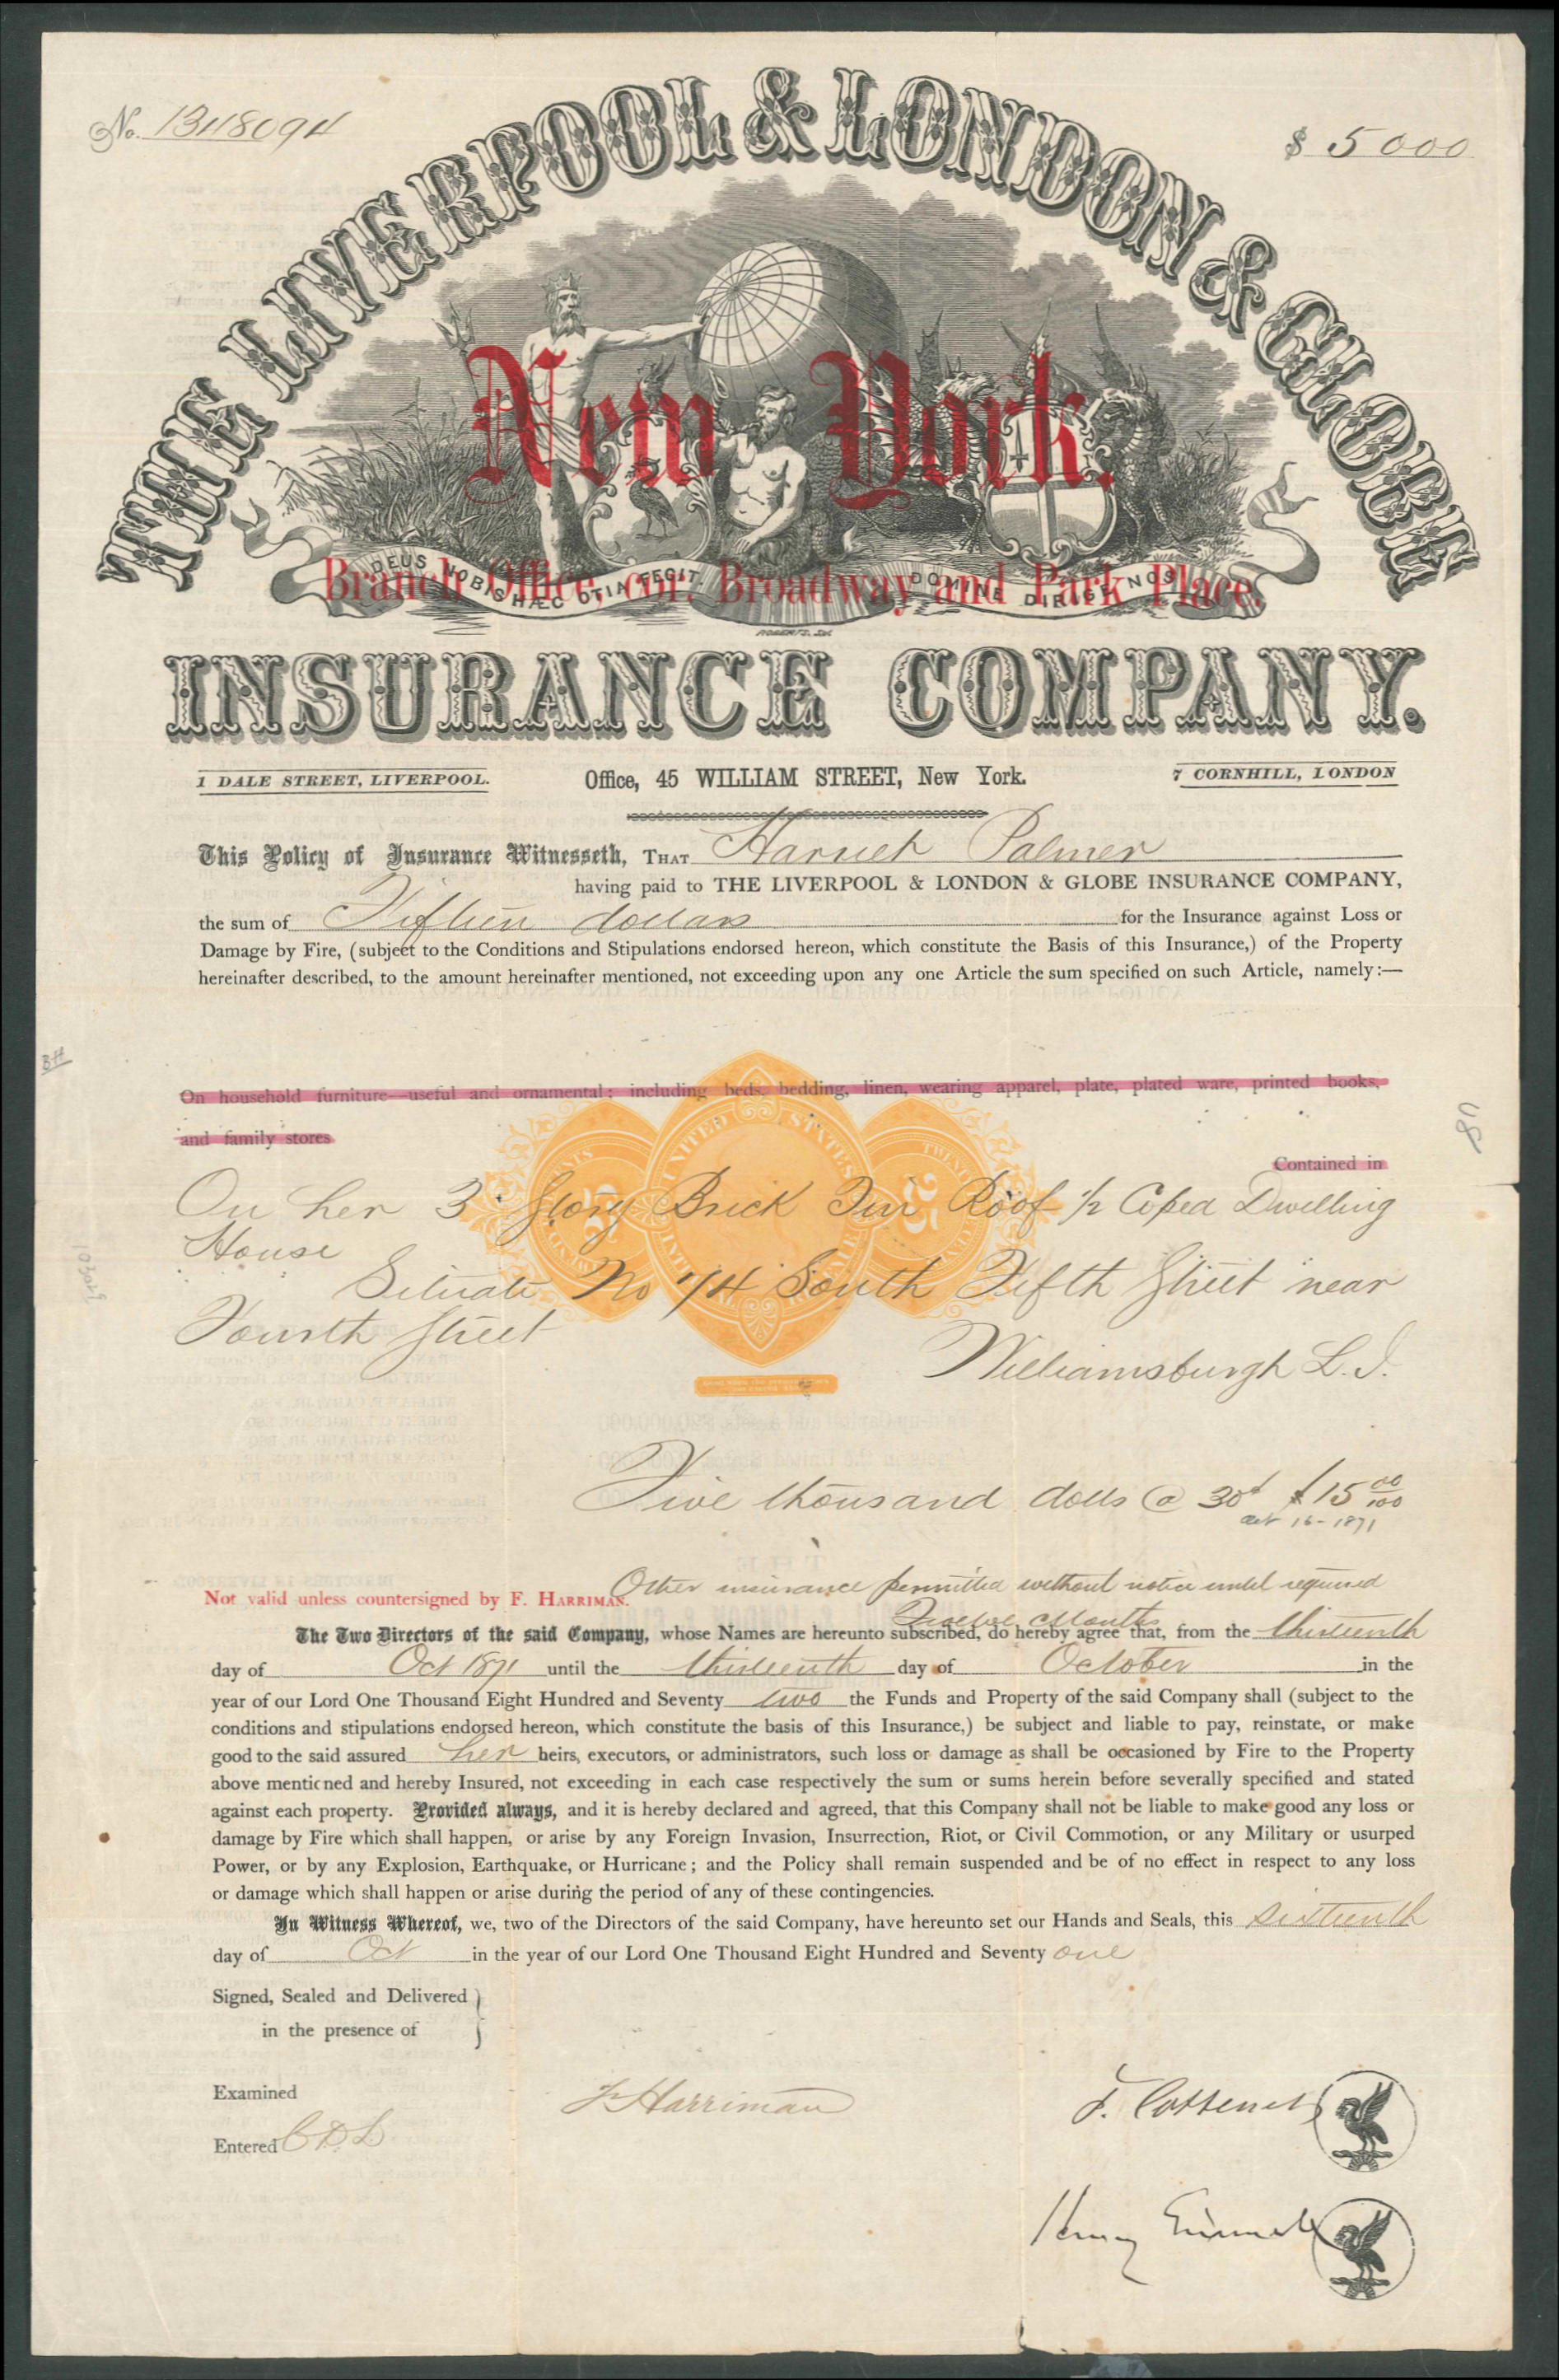 No. 1348094
$ 5000
THE LIVERPOOL & LONDON & GLOBE
New York.
DEUS NOBIS HÆC OTIA FECIT.
DOMINE DIRIGE NOS
Branch Office, cor. Broadway and Park Place.
ROBERTS. Sc.
INSURANCE COMPANY.
1 DALE STREET, LIVERPOOL.
Office, 45 WILLIAM STREET, New York.
7 CORNHILL, LONDON
This Policy of Insurance Witnesseth, THAT Harriet Palmer
having paid to THE LIVERPOOL & LONDON & GLOBE INSURANCE COMPANY,
the sum of Fifteen dollars for the Insurance against Loss or
Damage by Fire, (subject to the Conditions and Stipulations endorsed hereon, which constitute the Basis of this Insurance,) of the Property
hereinafter described, to the amount hereinafter mentioned, not exceeding upon any one Article the sum specified on such Article, namely:—
BH
On household furniture—useful and ornamental; including beds, bedding, linen, wearing apparel, plate, plated ware, printed books,
and family stores
Contained in
UNITED STATES
INTERNAL REVENUE
25
25
On her 3 Story Brick Tin Roof 1/2 Coped Dwelling
House
Situate No 74 South Fifth Street near
Fourth Street
Williamsburgh L.I.
Five thousand dolls @ 30¢ $15 00/100
Oct 16-1871
Other insurance permitted without notice until required
Not valid unless countersigned by F. HARRIMAN.
Twelve Months
The Two Directors of the said Company, whose Names are hereunto subscribed, do hereby agree that, from the thirteenth
day of Oct 1871 until the thirteenth day of October in the
year of our Lord One Thousand Eight Hundred and Seventy two the Funds and Property of the said Company shall (subject to the
conditions and stipulations endorsed hereon, which constitute the basis of this Insurance,) be subject and liable to pay, reinstate, or make
good to the said assured her heirs, executors, or administrators, such loss or damage as shall be occasioned by Fire to the Property
above mentioned and hereby Insured, not exceeding in each case respectively the sum or sums herein before severally specified and stated
against each property. Provided always, and it is hereby declared and agreed, that this Company shall not be liable to make good any loss or
damage by Fire which shall happen, or arise by any Foreign Invasion, Insurrection, Riot, or Civil Commotion, or any Military or usurped
Power, or by any Explosion, Earthquake, or Hurricane; and the Policy shall remain suspended and be of no effect in respect to any loss
or damage which shall happen or arise during the period of any of these contingencies.
In Witness Whereof, we, two of the Directors of the said Company, have hereunto set our Hands and Seals, this sixteenth
day of Oct in the year of our Lord One Thousand Eight Hundred and Seventy one
Signed, Sealed and Delivered
in the presence of
Examined
F Harriman
F. Cottenet
Entered C.D.L
Henry Grinnell